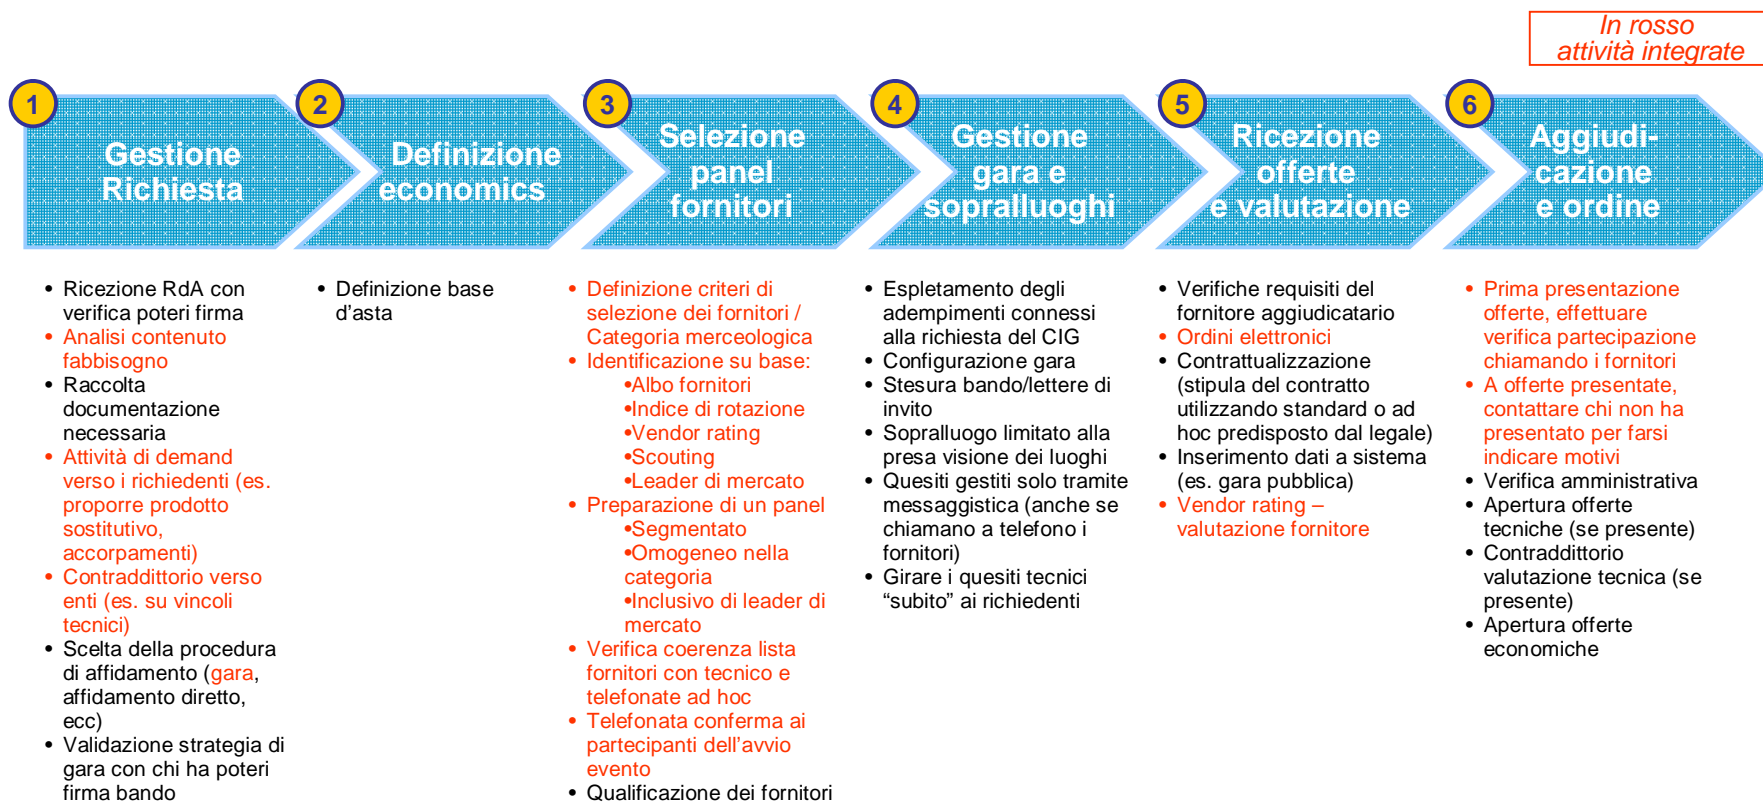 In rosso
attività integrate
1
Gestione
Richiesta
2
Definizione
economics
3
Selezione
panel
fornitori
4
Gestione
gara e
sopralluoghi
5
Ricezione
offerte
e valutazione
6
Aggiudi-
cazione
e ordine
• Ricezione RdA con
verifica poteri firma
• Analisi contenuto
fabbisogno
• Raccolta
documentazione
necessaria
• Attività di demand
verso i richiedenti (es.
proporre prodotto
sostitutivo,
accorpamenti)
• Contraddittorio verso
enti (es. su vincoli
tecnici)
• Scelta della procedura
di affidamento (gara,
affidamento diretto,
ecc)
• Validazione strategia di
gara con chi ha poteri
firma bando
• Definizione base
d’asta
• Definizione criteri di
selezione dei fornitori /
Categoria merceologica
• Identificazione su base:
•Albo fornitori
•Indice di rotazione
•Vendor rating
•Scouting
•Leader di mercato
• Preparazione di un panel
•Segmentato
•Omogeneo nella
categoria
•Inclusivo di leader di
mercato
• Verifica coerenza lista
fornitori con tecnico e
telefonate ad hoc
• Telefonata conferma ai
partecipanti dell’avvio
evento
• Qualificazione dei fornitori
• Espletamento degli
adempimenti connessi
alla richiesta del CIG
• Configurazione gara
• Stesura bando/lettere di
invito
• Sopralluogo limitato alla
presa visione dei luoghi
• Quesiti gestiti solo tramite
messaggistica (anche se
chiamano a telefono i
fornitori)
• Girare i quesiti tecnici
“subito” ai richiedenti
• Verifiche requisiti del
fornitore aggiudicatario
• Ordini elettronici
• Contrattualizzazione
(stipula del contratto
utilizzando standard o ad
hoc predisposto dal legale)
• Inserimento dati a sistema
(es. gara pubblica)
• Vendor rating –
valutazione fornitore
• Prima presentazione
offerte, effettuare
verifica partecipazione
chiamando i fornitori
• A offerte presentate,
contattare chi non ha
presentato per farsi
indicare motivi
• Verifica amministrativa
• Apertura offerte
tecniche (se presente)
• Contraddittorio
valutazione tecnica (se
presente)
• Apertura offerte
economiche